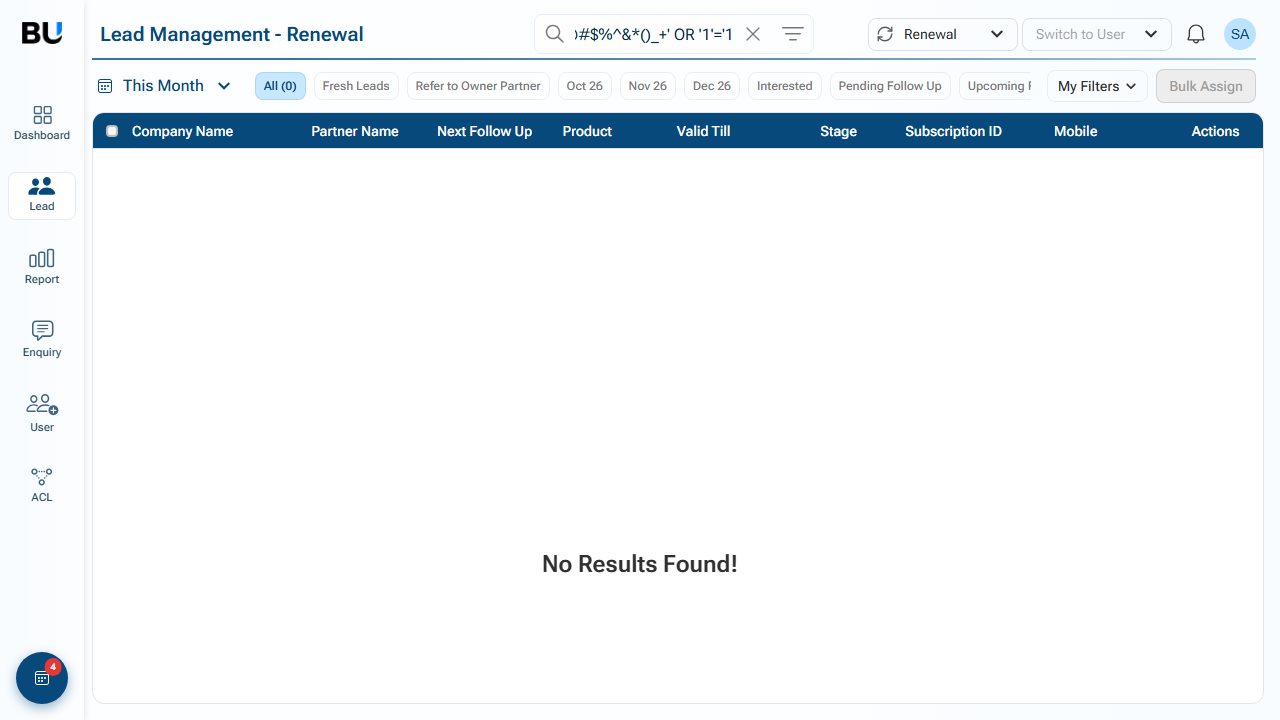 BU
Lead Management - Renewal
#$%^&*()_+' OR '1'='1
Renewal
Switch to User
SA
This Month
All (0)
Fresh Leads
Refer to Owner Partner
Oct 26
Nov 26
Dec 26
Interested
Pending Follow Up
Upcoming
My Filters
Bulk Assign
Dashboard
Lead
Report
Enquiry
User
ACL
4
Company Name
Partner Name
Next Follow Up
Product
Valid Till
Stage
Subscription ID
Mobile
Actions
No Results Found!